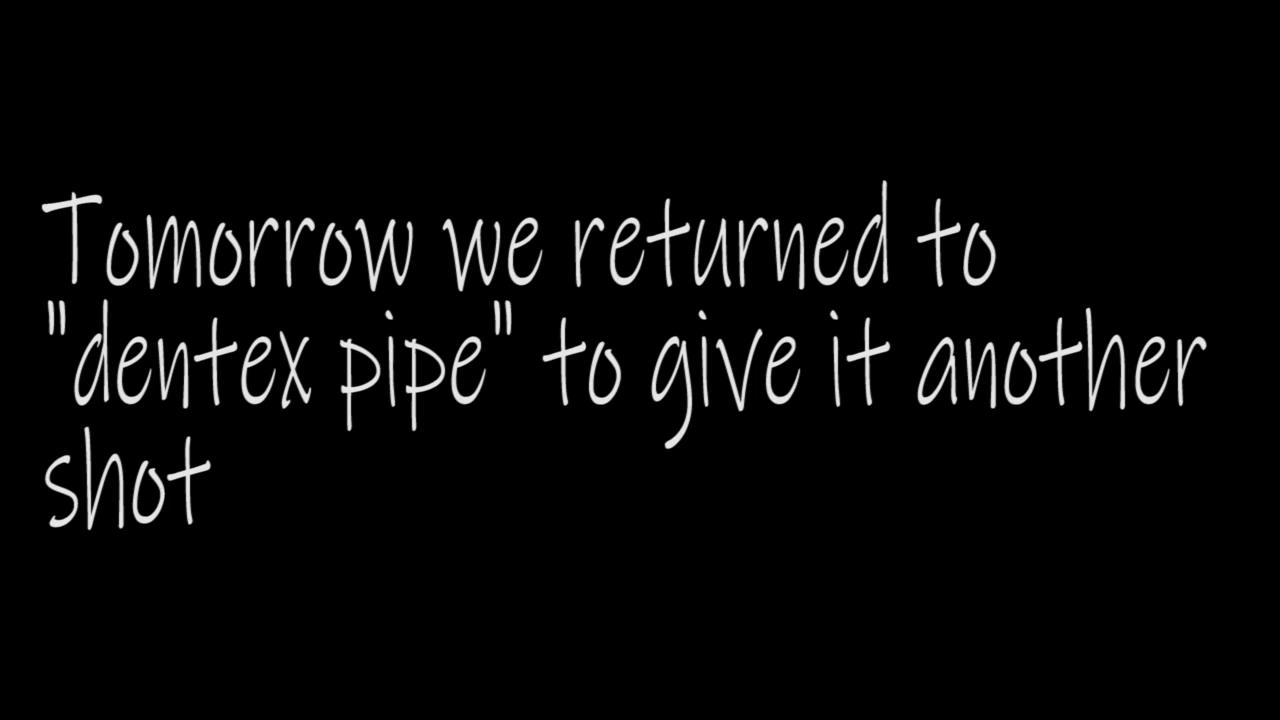 Tomorrow we returned to
"dentex pipe" to give it another
shot